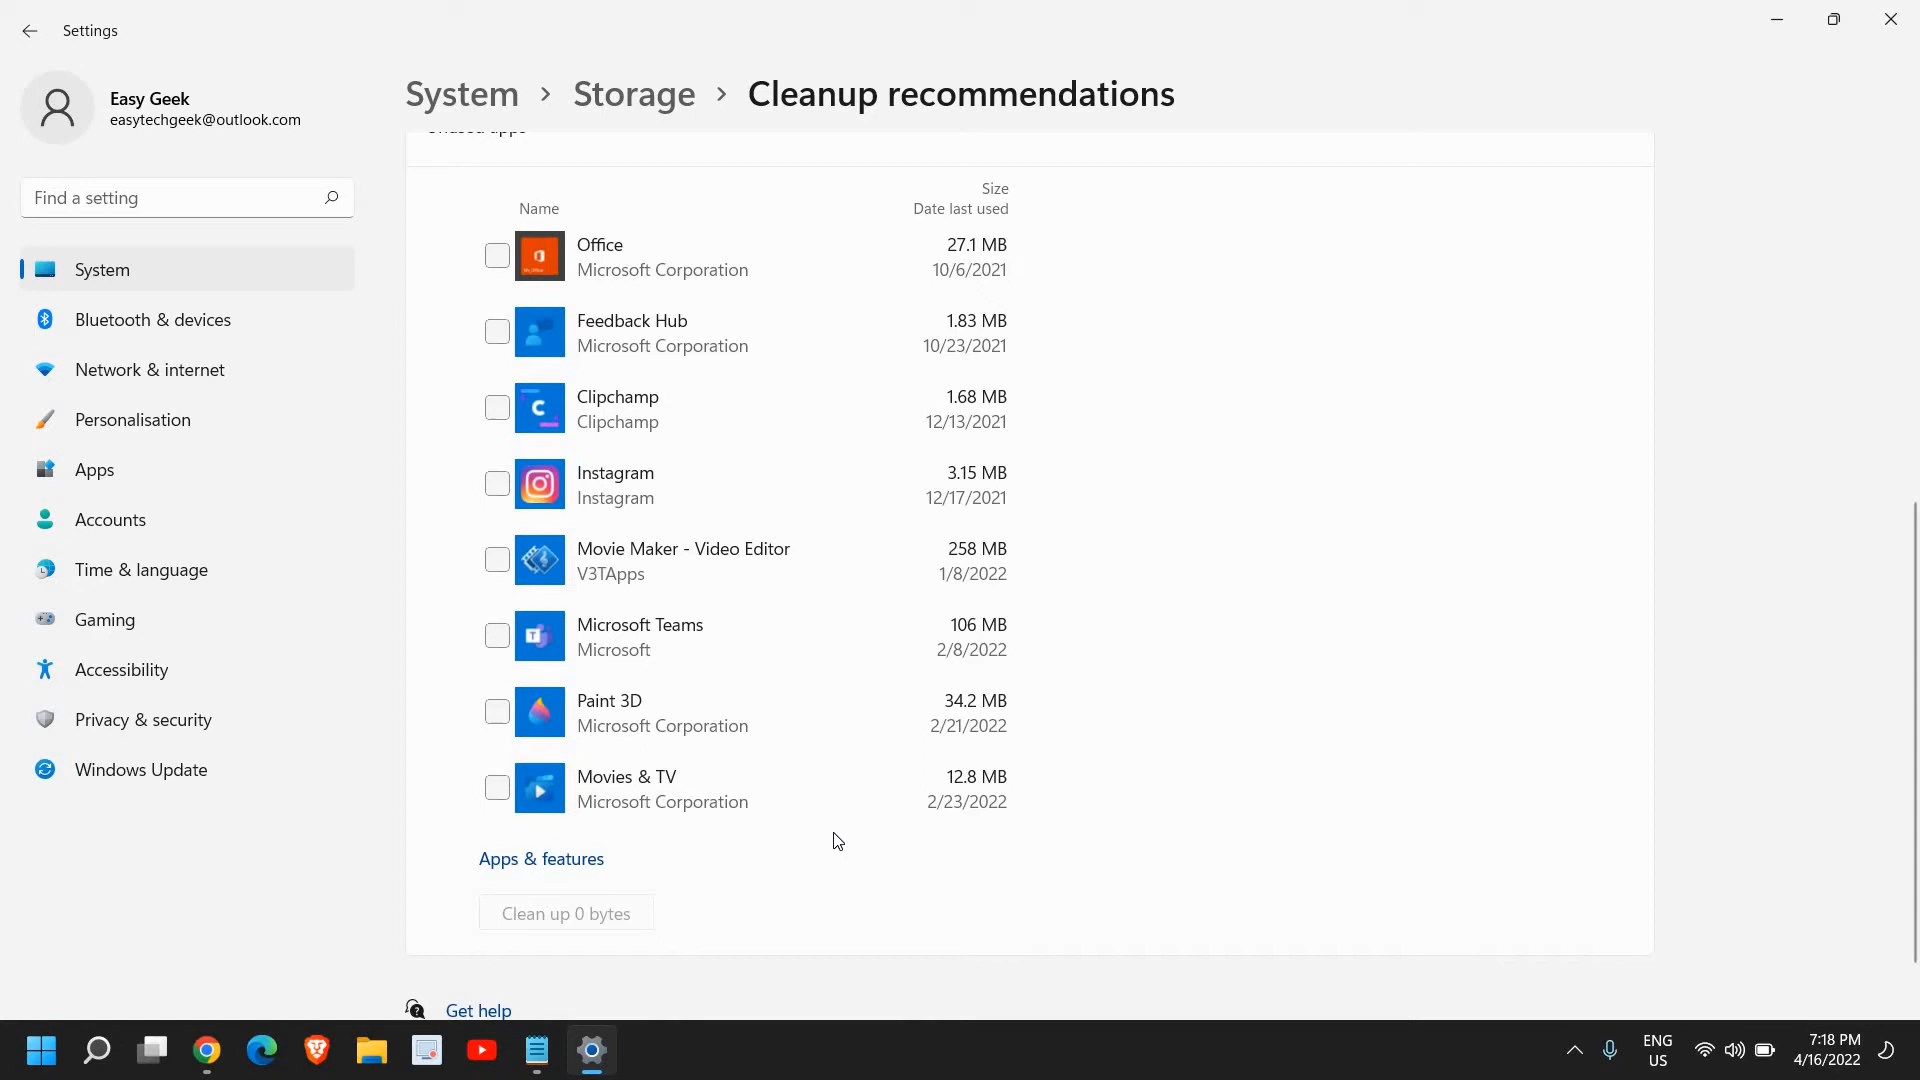 Settings
Easy Geek
easytechgeek@outlook.com
Find a setting
System
Bluetooth & devices
Network & internet
Personalisation
Apps
Accounts
Time & language
Gaming
Accessibility
Privacy & security
Windows Update
System > Storage > Cleanup recommendations
Unused apps
Size
Name Date last used
Office 27.1 MB
Microsoft Corporation 10/6/2021
Feedback Hub 1.83 MB
Microsoft Corporation 10/23/2021
Clipchamp 1.68 MB
Clipchamp 12/13/2021
Instagram 3.15 MB
Instagram 12/17/2021
Movie Maker - Video Editor 258 MB
V3TApps 1/8/2022
Microsoft Teams 106 MB
Microsoft 2/8/2022
Paint 3D 34.2 MB
Microsoft Corporation 2/21/2022
Movies & TV 12.8 MB
Microsoft Corporation 2/23/2022
Apps & features
Clean up 0 bytes
Get help
ENG 7:18 PM
US 4/16/2022